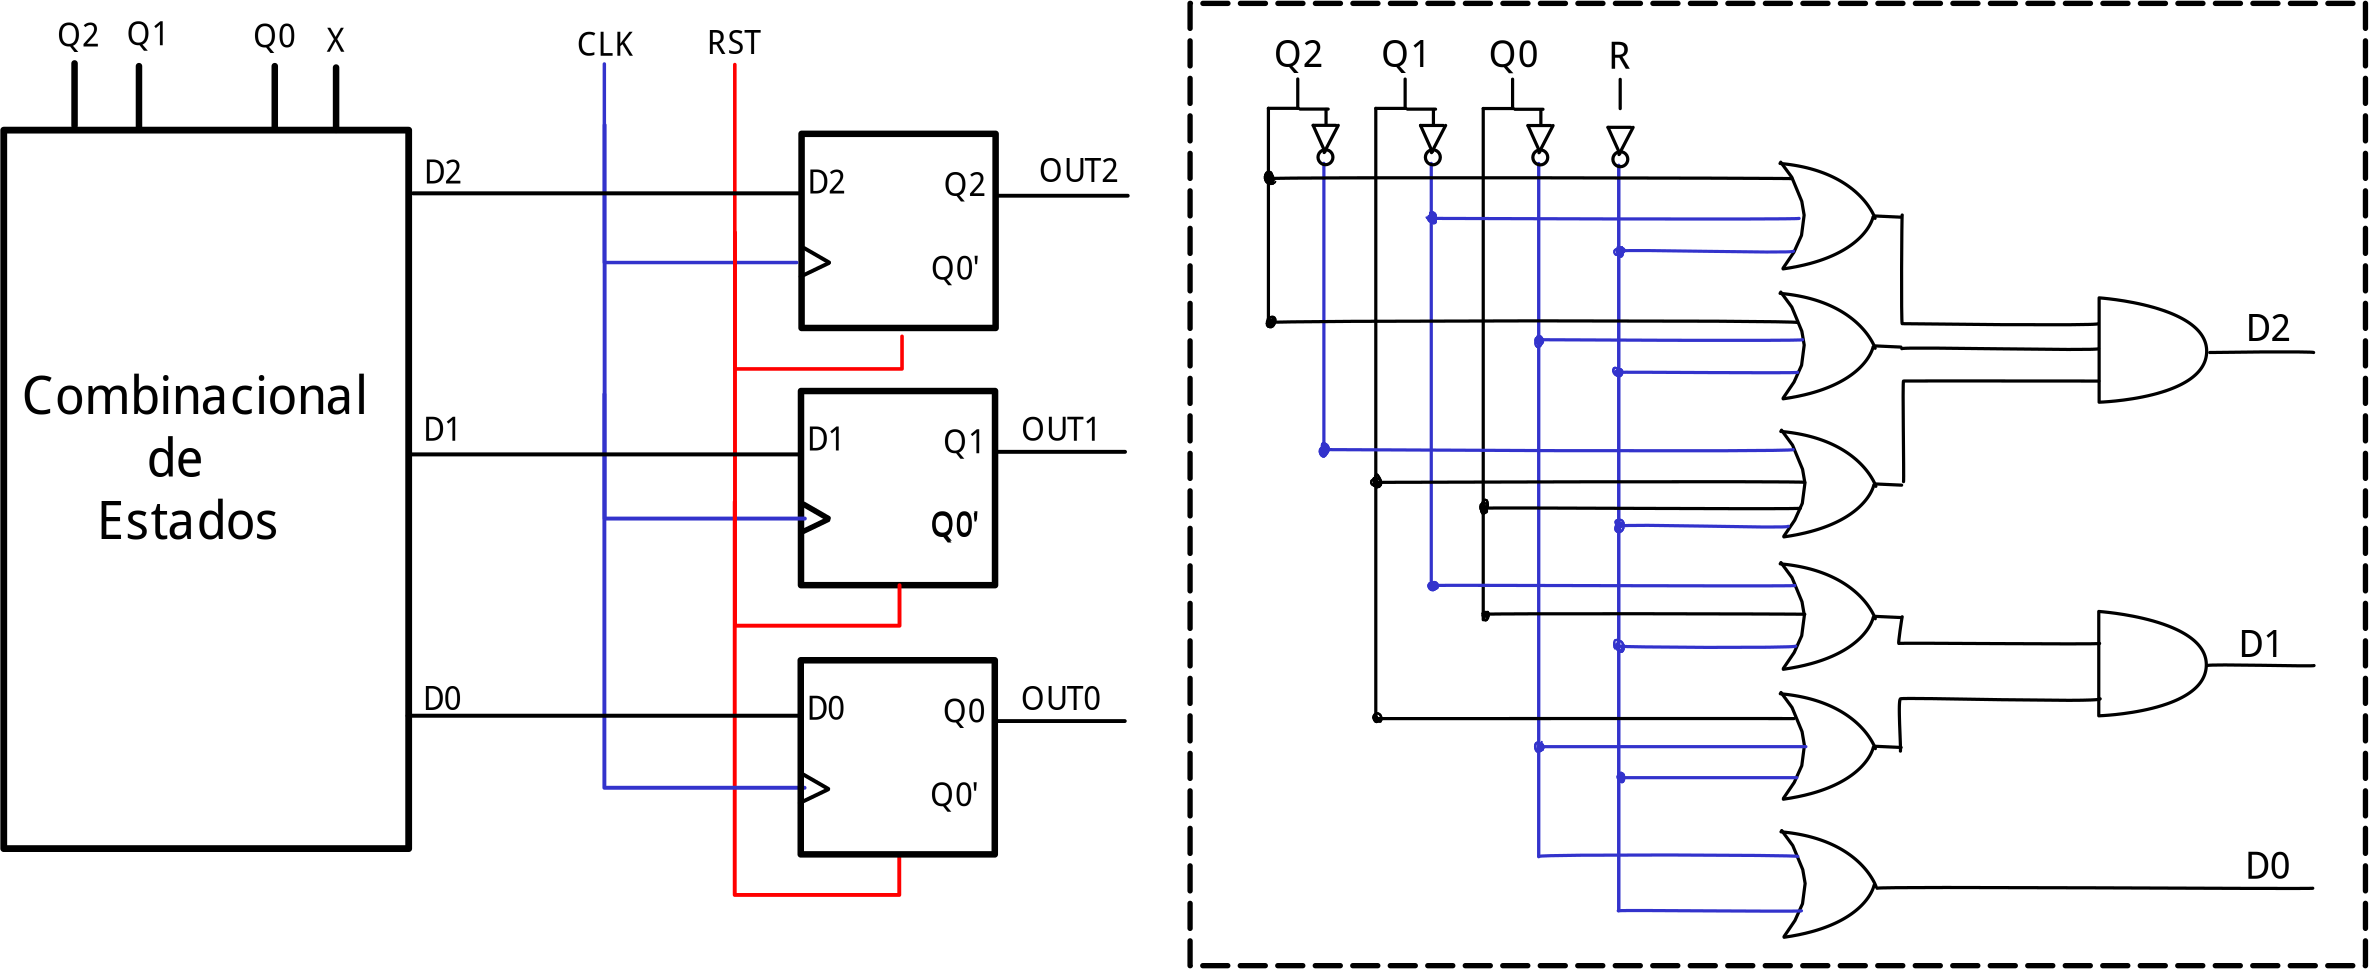 Q2 Q1 Q0 X
CLK RST
Combinacional
de
Estados
D2
D1
D0
D2 Q2
Q0'
OUT2
D1 Q1
Q0'
OUT1
D0 Q0
Q0'
OUT0
Q2 Q1 Q0 R
D2
D1
D0